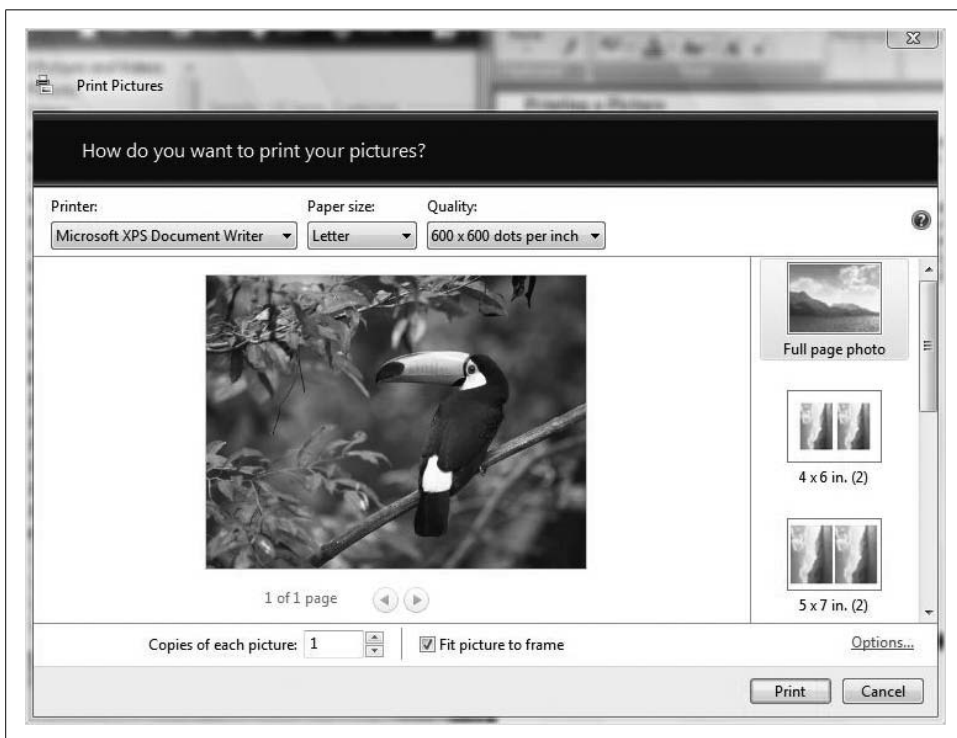 Print Pictures
How do you want to print your pictures?
Printer: Paper size: Quality:
Microsoft XPS Document Writer Letter 600 x 600 dots per inch
Full page photo
4 x 6 in. (2)
5 x 7 in. (2)
1 of 1 page
Copies of each picture: 1 Fit picture to frame Options...
Print Cancel